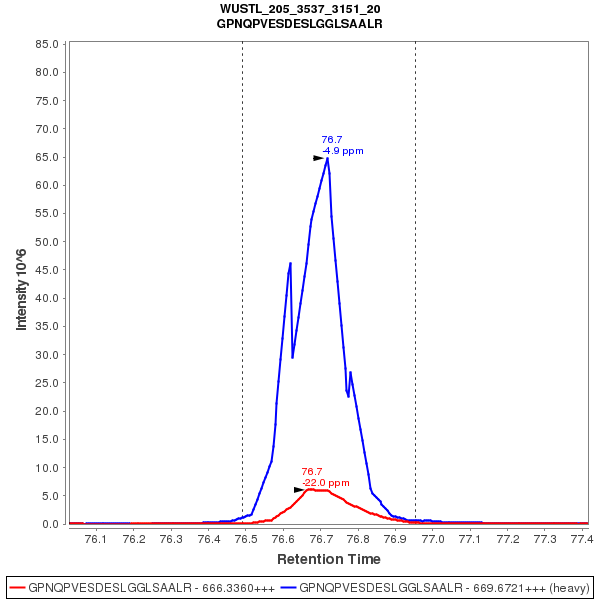 WUSTL_205_3537_3151_20
GPNQPVESDESLGGLSAALR
85.0
80.0
75.0
70.0
65.0
60.0
55.0
50.0
45.0
40.0
35.0
30.0
25.0
20.0
15.0
10.0
5.0
0.0
Intensity 10^6
76.7
-4.9 ppm
76.7
-22.0 ppm
76.1 76.2 76.3 76.4 76.5 76.6 76.7 76.8 76.9 77.0 77.1 77.2 77.3 77.4
Retention Time
GPNQPVESDESLGGLSAALR - 666.3360+++ GPNQPVESDESLGGLSAALR - 669.6721+++ (heavy)